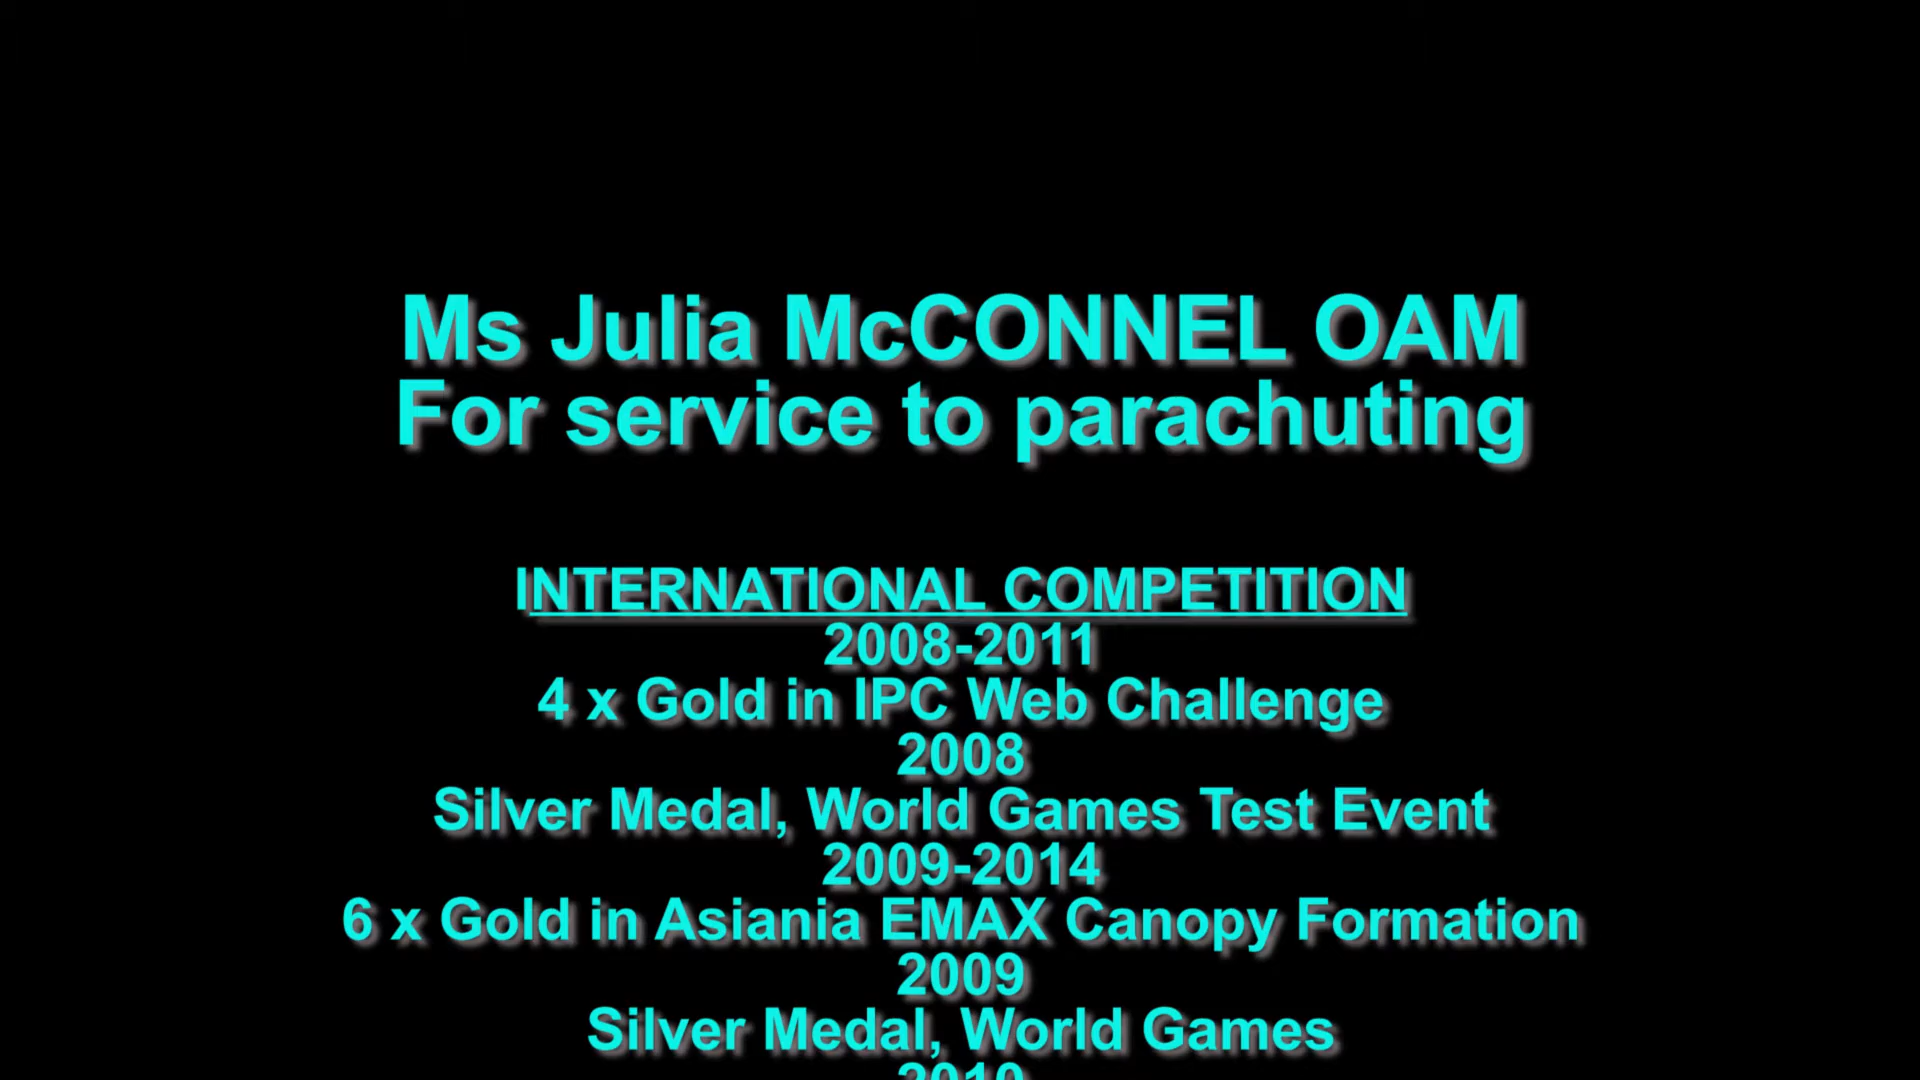 Ms Julia McCONNEL OAM
For service to parachuting
INTERNATIONAL COMPETITION
2008-2011
4 x Gold in IPC Web Challenge
2008
Silver Medal, World Games Test Event
2009-2014
6 x Gold in Asiania EMAX Canopy Formation
2009
Silver Medal, World Games
2010